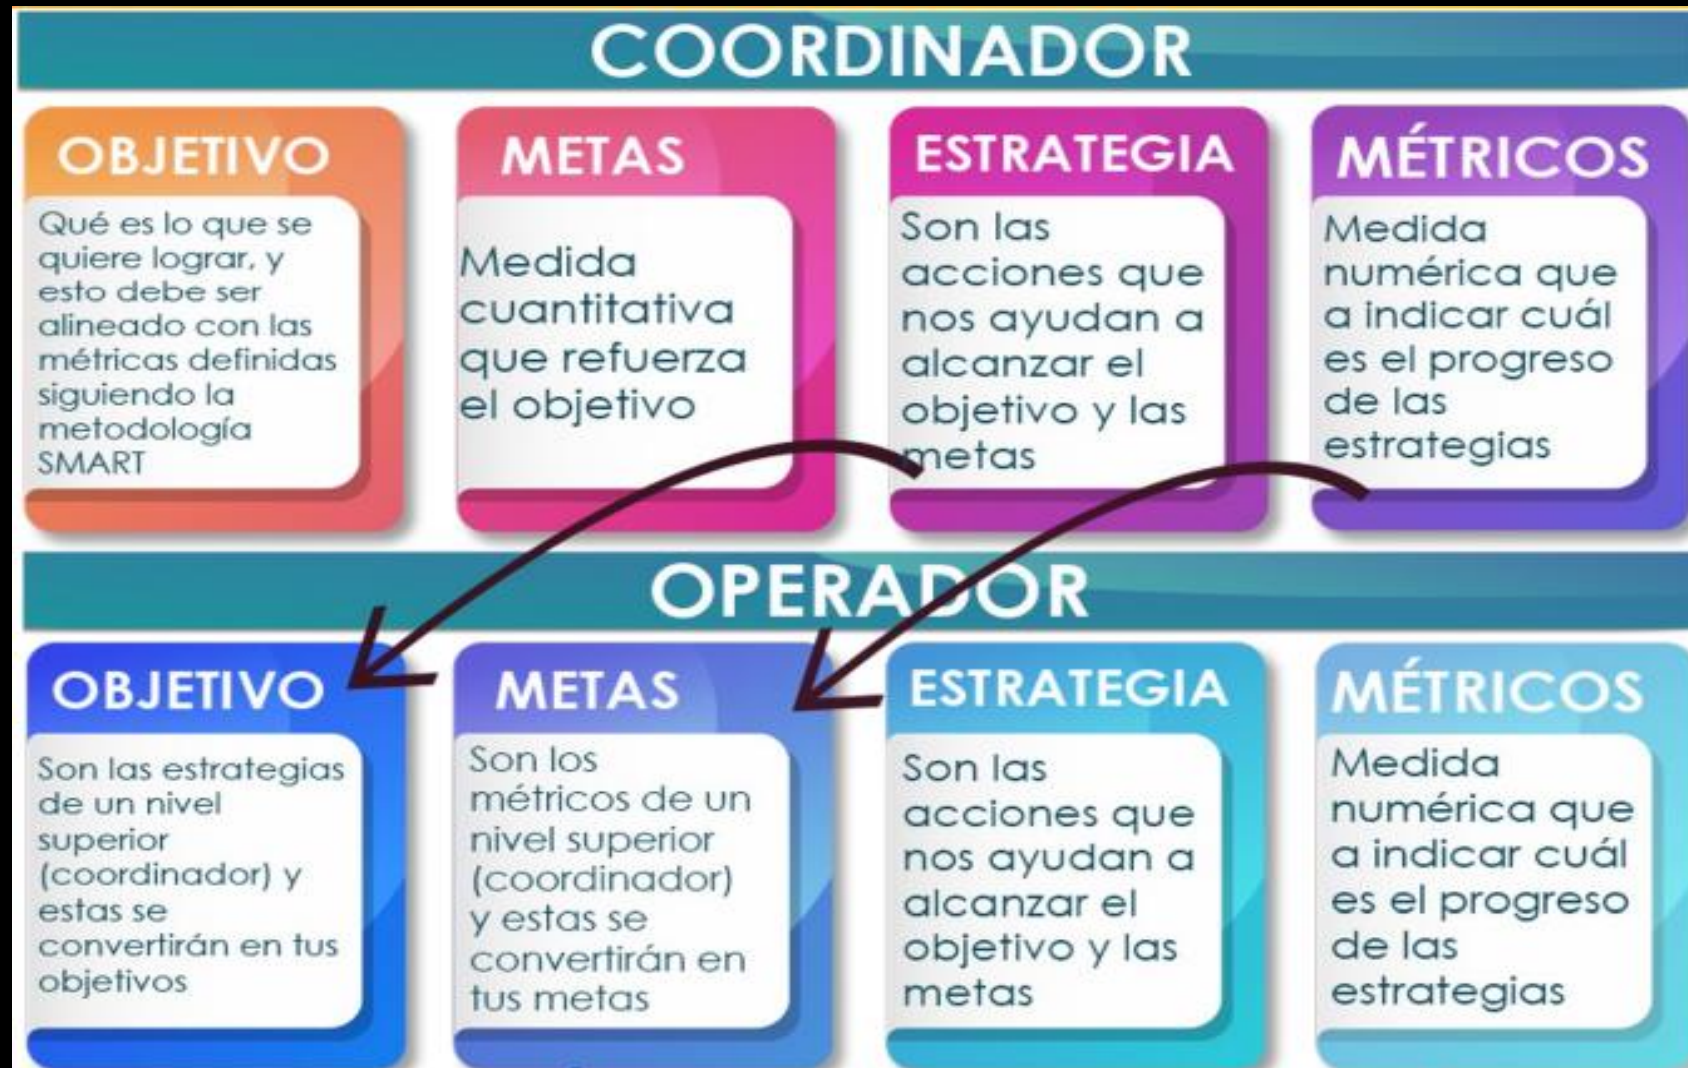 COORDINADOR
OBJETIVO
Qué es lo que se
quiere lograr, y
esto debe ser
alineado con las
métricas definidas
siguiendo la
metodología
SMART
METAS
Medida
cuantitativa
que refuerza
el objetivo
ESTRATEGIA
Son las
acciones que
nos ayudan a
alcanzar el
objetivo y las
metas
MÉTRICOS
Medida
numérica que
a indicar cuál
es el progreso
de las
estrategias
OPERADOR
OBJETIVO
Son las estrategias
de un nivel
superior
(coordinador) y
estas se
convertirán en tus
objetivos
METAS
Son los
métricos de un
nivel superior
(coordinador)
y estas se
convertirán en
tus metas
ESTRATEGIA
Son las
acciones que
nos ayudan a
alcanzar el
objetivo y las
metas
MÉTRICOS
Medida
numérica que
a indicar cuál
es el progreso
de las
estrategias